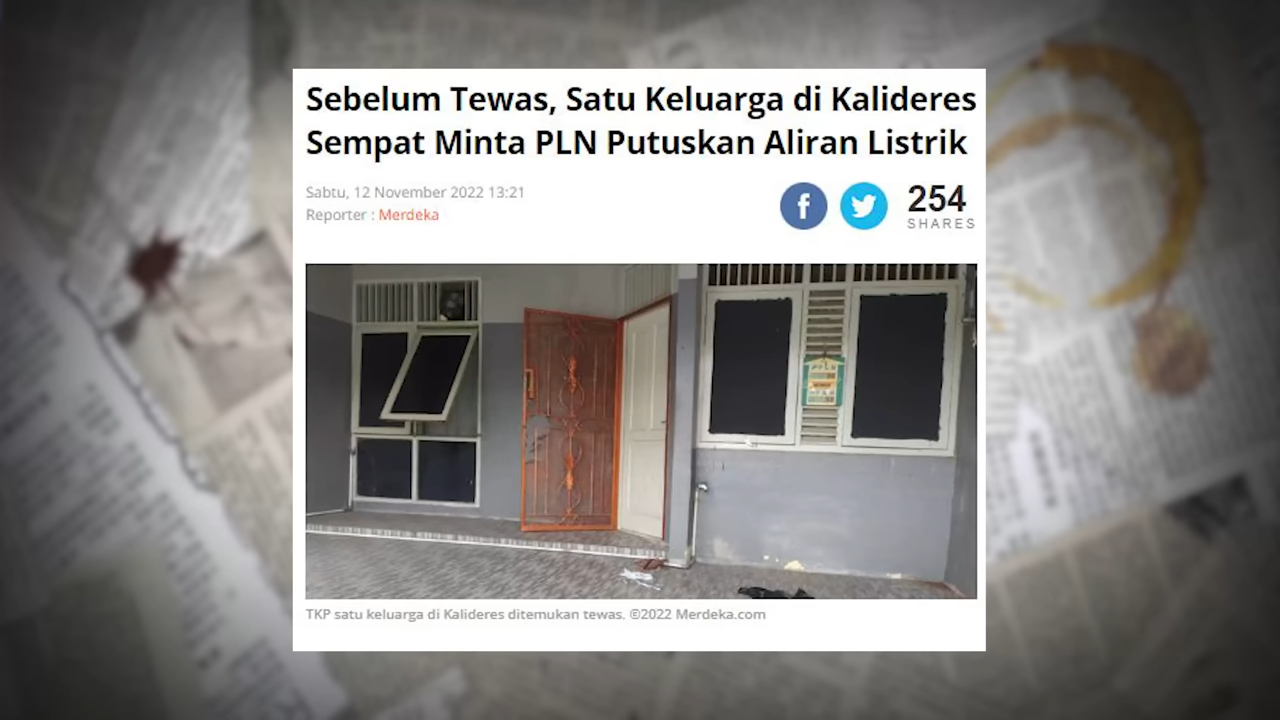 Sebelum Tewas, Satu Keluarga di Kalideres
Sempat Minta PLN Putuskan Aliran Listrik
Sabtu, 12 November 2022 13:21
Reporter : Merdeka
254
SHARES
TKP satu keluarga di Kalideres ditemukan tewas. ©2022 Merdeka.com